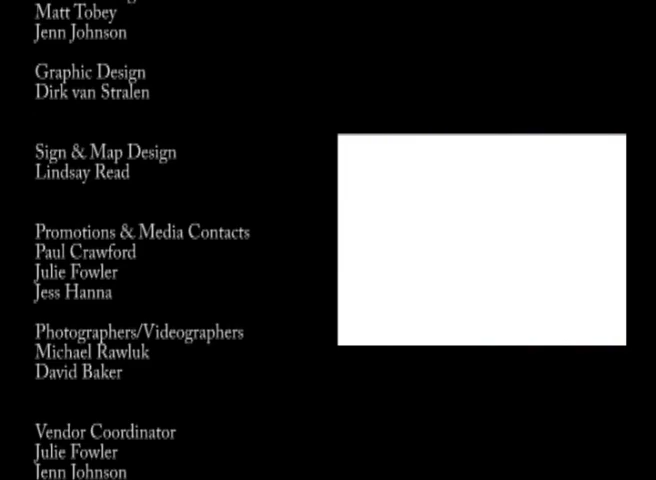 Matt Tobey
Jenn Johnson
Graphic Design
Dirk van Stralen
Sign & Map Design
Lindsay Read
Promotions & Media Contacts
Paul Crawford
Julie Fowler
Jess Hanna
Photographers/Videographers
Michael Rawluk
David Baker
Vendor Coordinator
Julie Fowler
Jenn Johnson